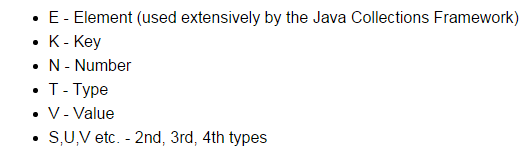 • E - Element (used extensively by the Java Collections Framework)
• K - Key
• N - Number
• T - Type
• V - Value
• S,U,V etc. - 2nd, 3rd, 4th types